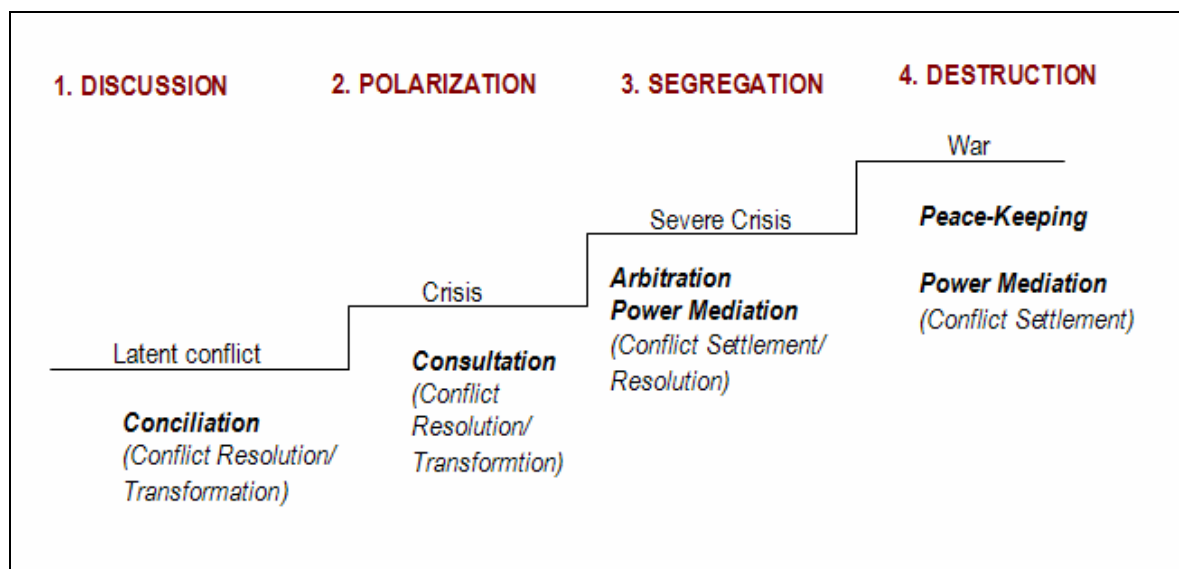 1. DISCUSSION
2. POLARIZATION
3. SEGREGATION
4. DESTRUCTION
Latent conflict
Conciliation
(Conflict Resolution/
Transformation)
Crisis
Consultation
(Conflict
Resolution/
Transformtion)
Severe Crisis
Arbitration
Power Mediation
(Conflict Settlement/
Resolution)
War
Peace-Keeping
Power Mediation
(Conflict Settlement)